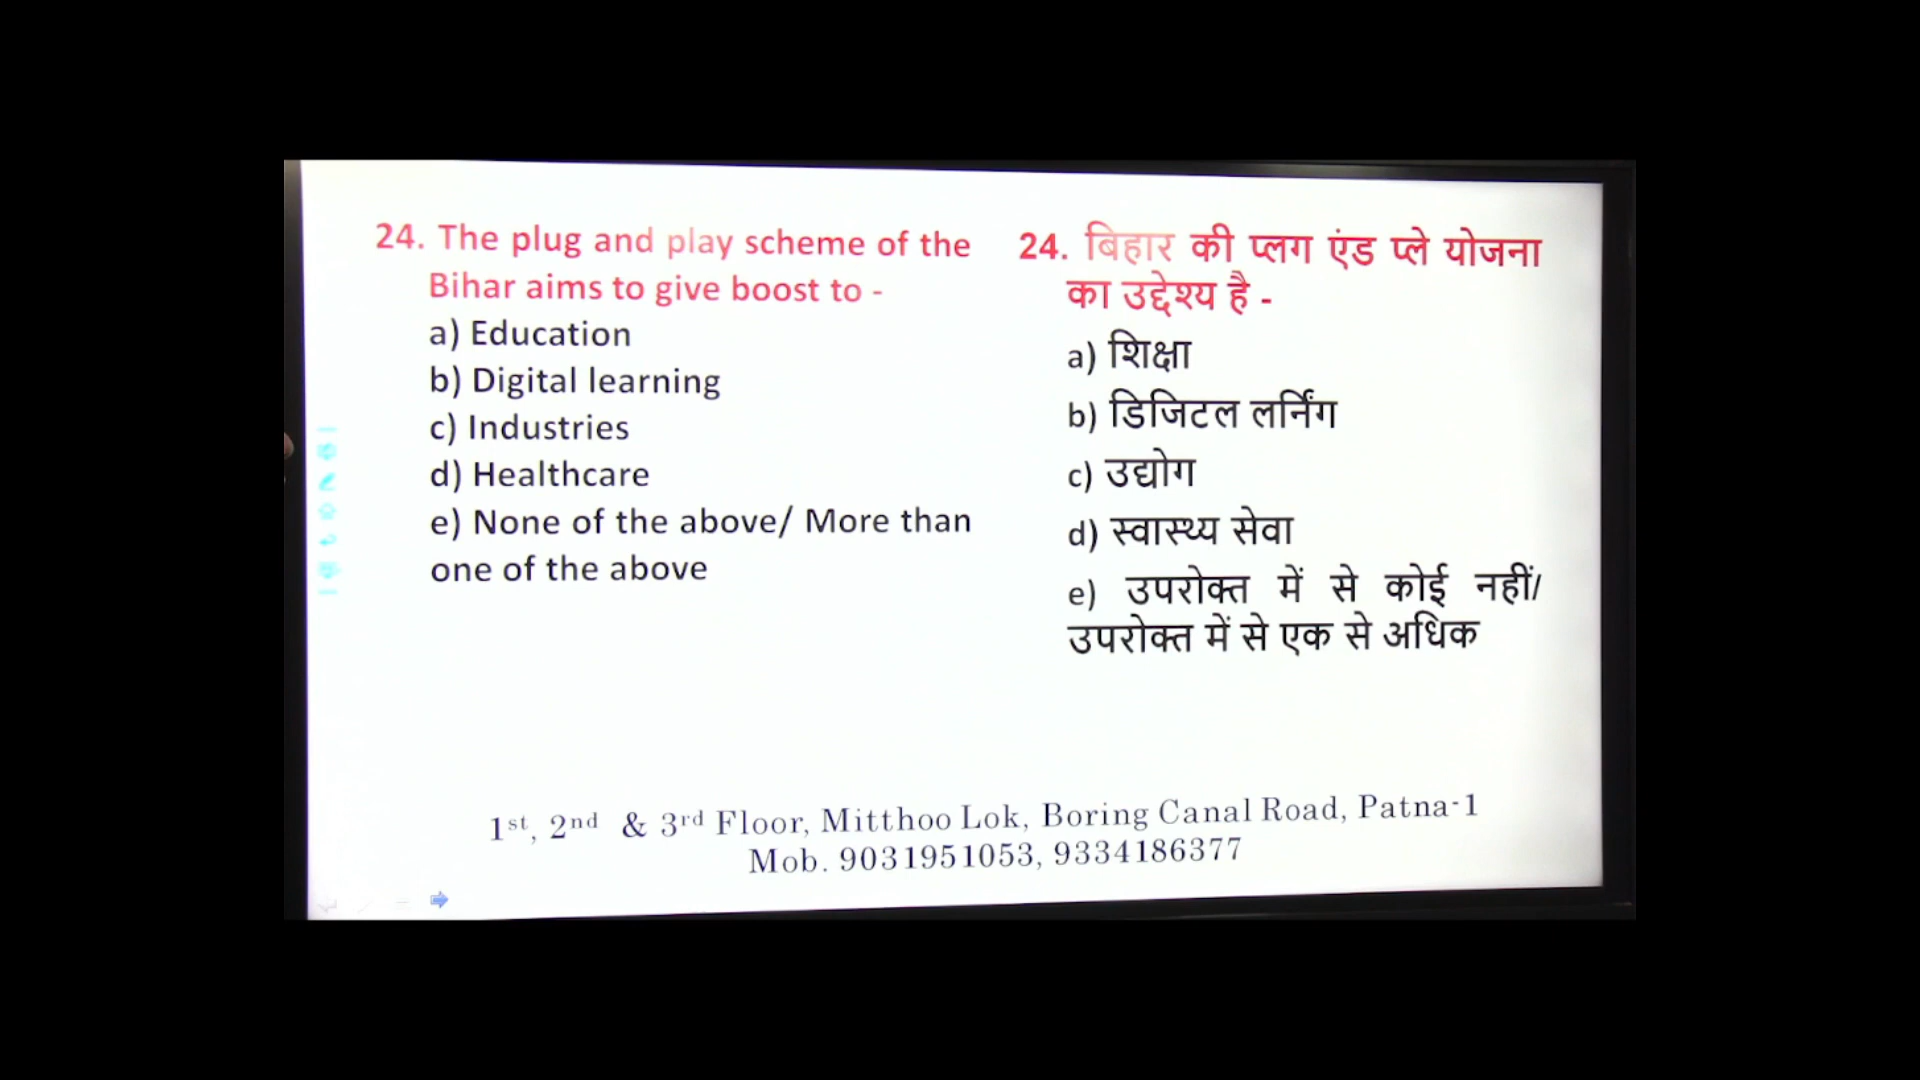 24. The plug and play scheme of the
Bihar aims to give boost to -
a) Education
b) Digital learning
c) Industries
d) Healthcare
e) None of the above/ More than
one of the above
24. बिहार की प्लग एंड प्ले योजना
का उद्देश्य है -
a) शिक्षा
b) डिजिटल लर्निंग
c) उद्योग
d) स्वास्थ्य सेवा
e) उपरोक्त में से कोई नहीं/
उपरोक्त में से एक से अधिक
1st, 2nd & 3rd Floor, Mitthoo Lok, Boring Canal Road, Patna-1
Mob. 9031951053, 9334186377